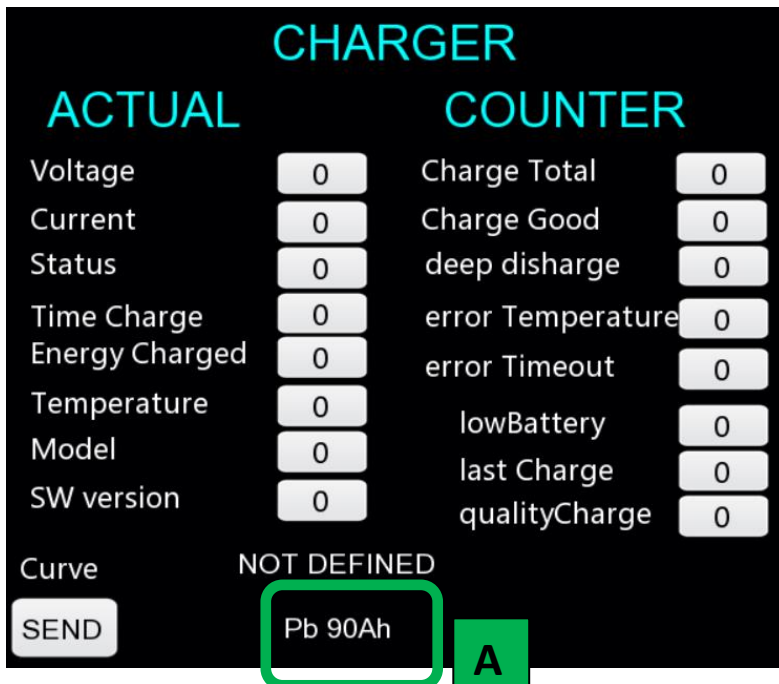 CHARGER
ACTUAL COUNTER
Voltage 0 Charge Total 0
Current 0 Charge Good 0
Status 0 deep disharge 0
Time Charge 0 error Temperature 0
Energy Charged 0 error Timeout 0
Temperature 0 lowBattery 0
Model 0 last Charge 0
SW version 0 qualityCharge 0
Curve NOT DEFINED
SEND Pb 90Ah A